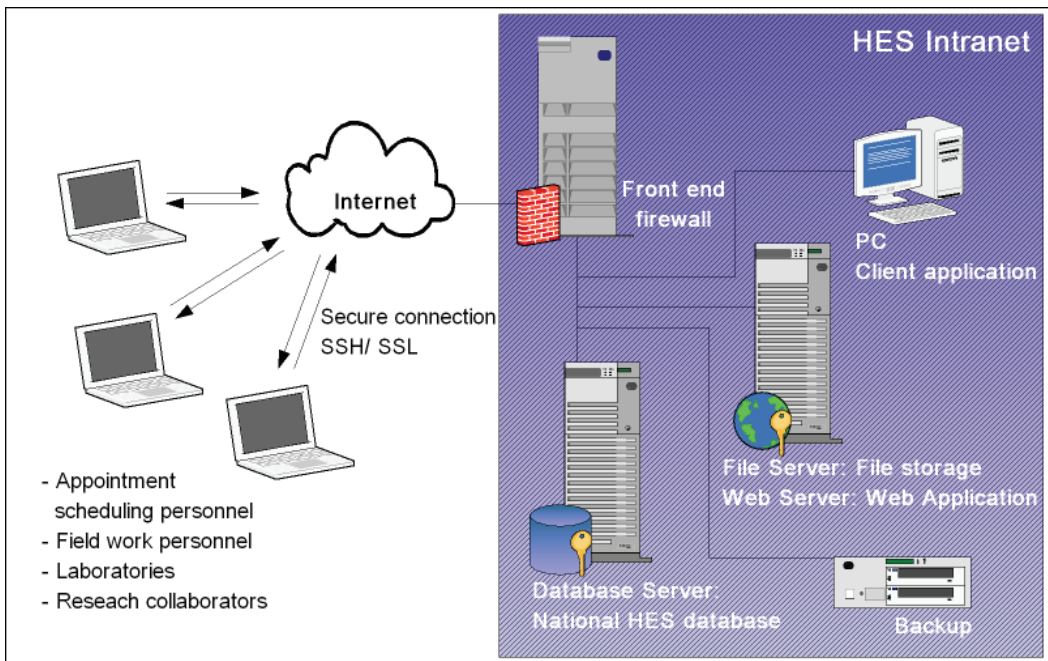 HES Intranet
Internet
Front end
firewall
PC
Client application
Secure connection
SSH/ SSL
File Server: File storage
Web Server: Web Application
- Appointment
scheduling personnel
- Field work personnel
- Laboratories
- Reseach collaborators
Database Server:
National HES database
Backup